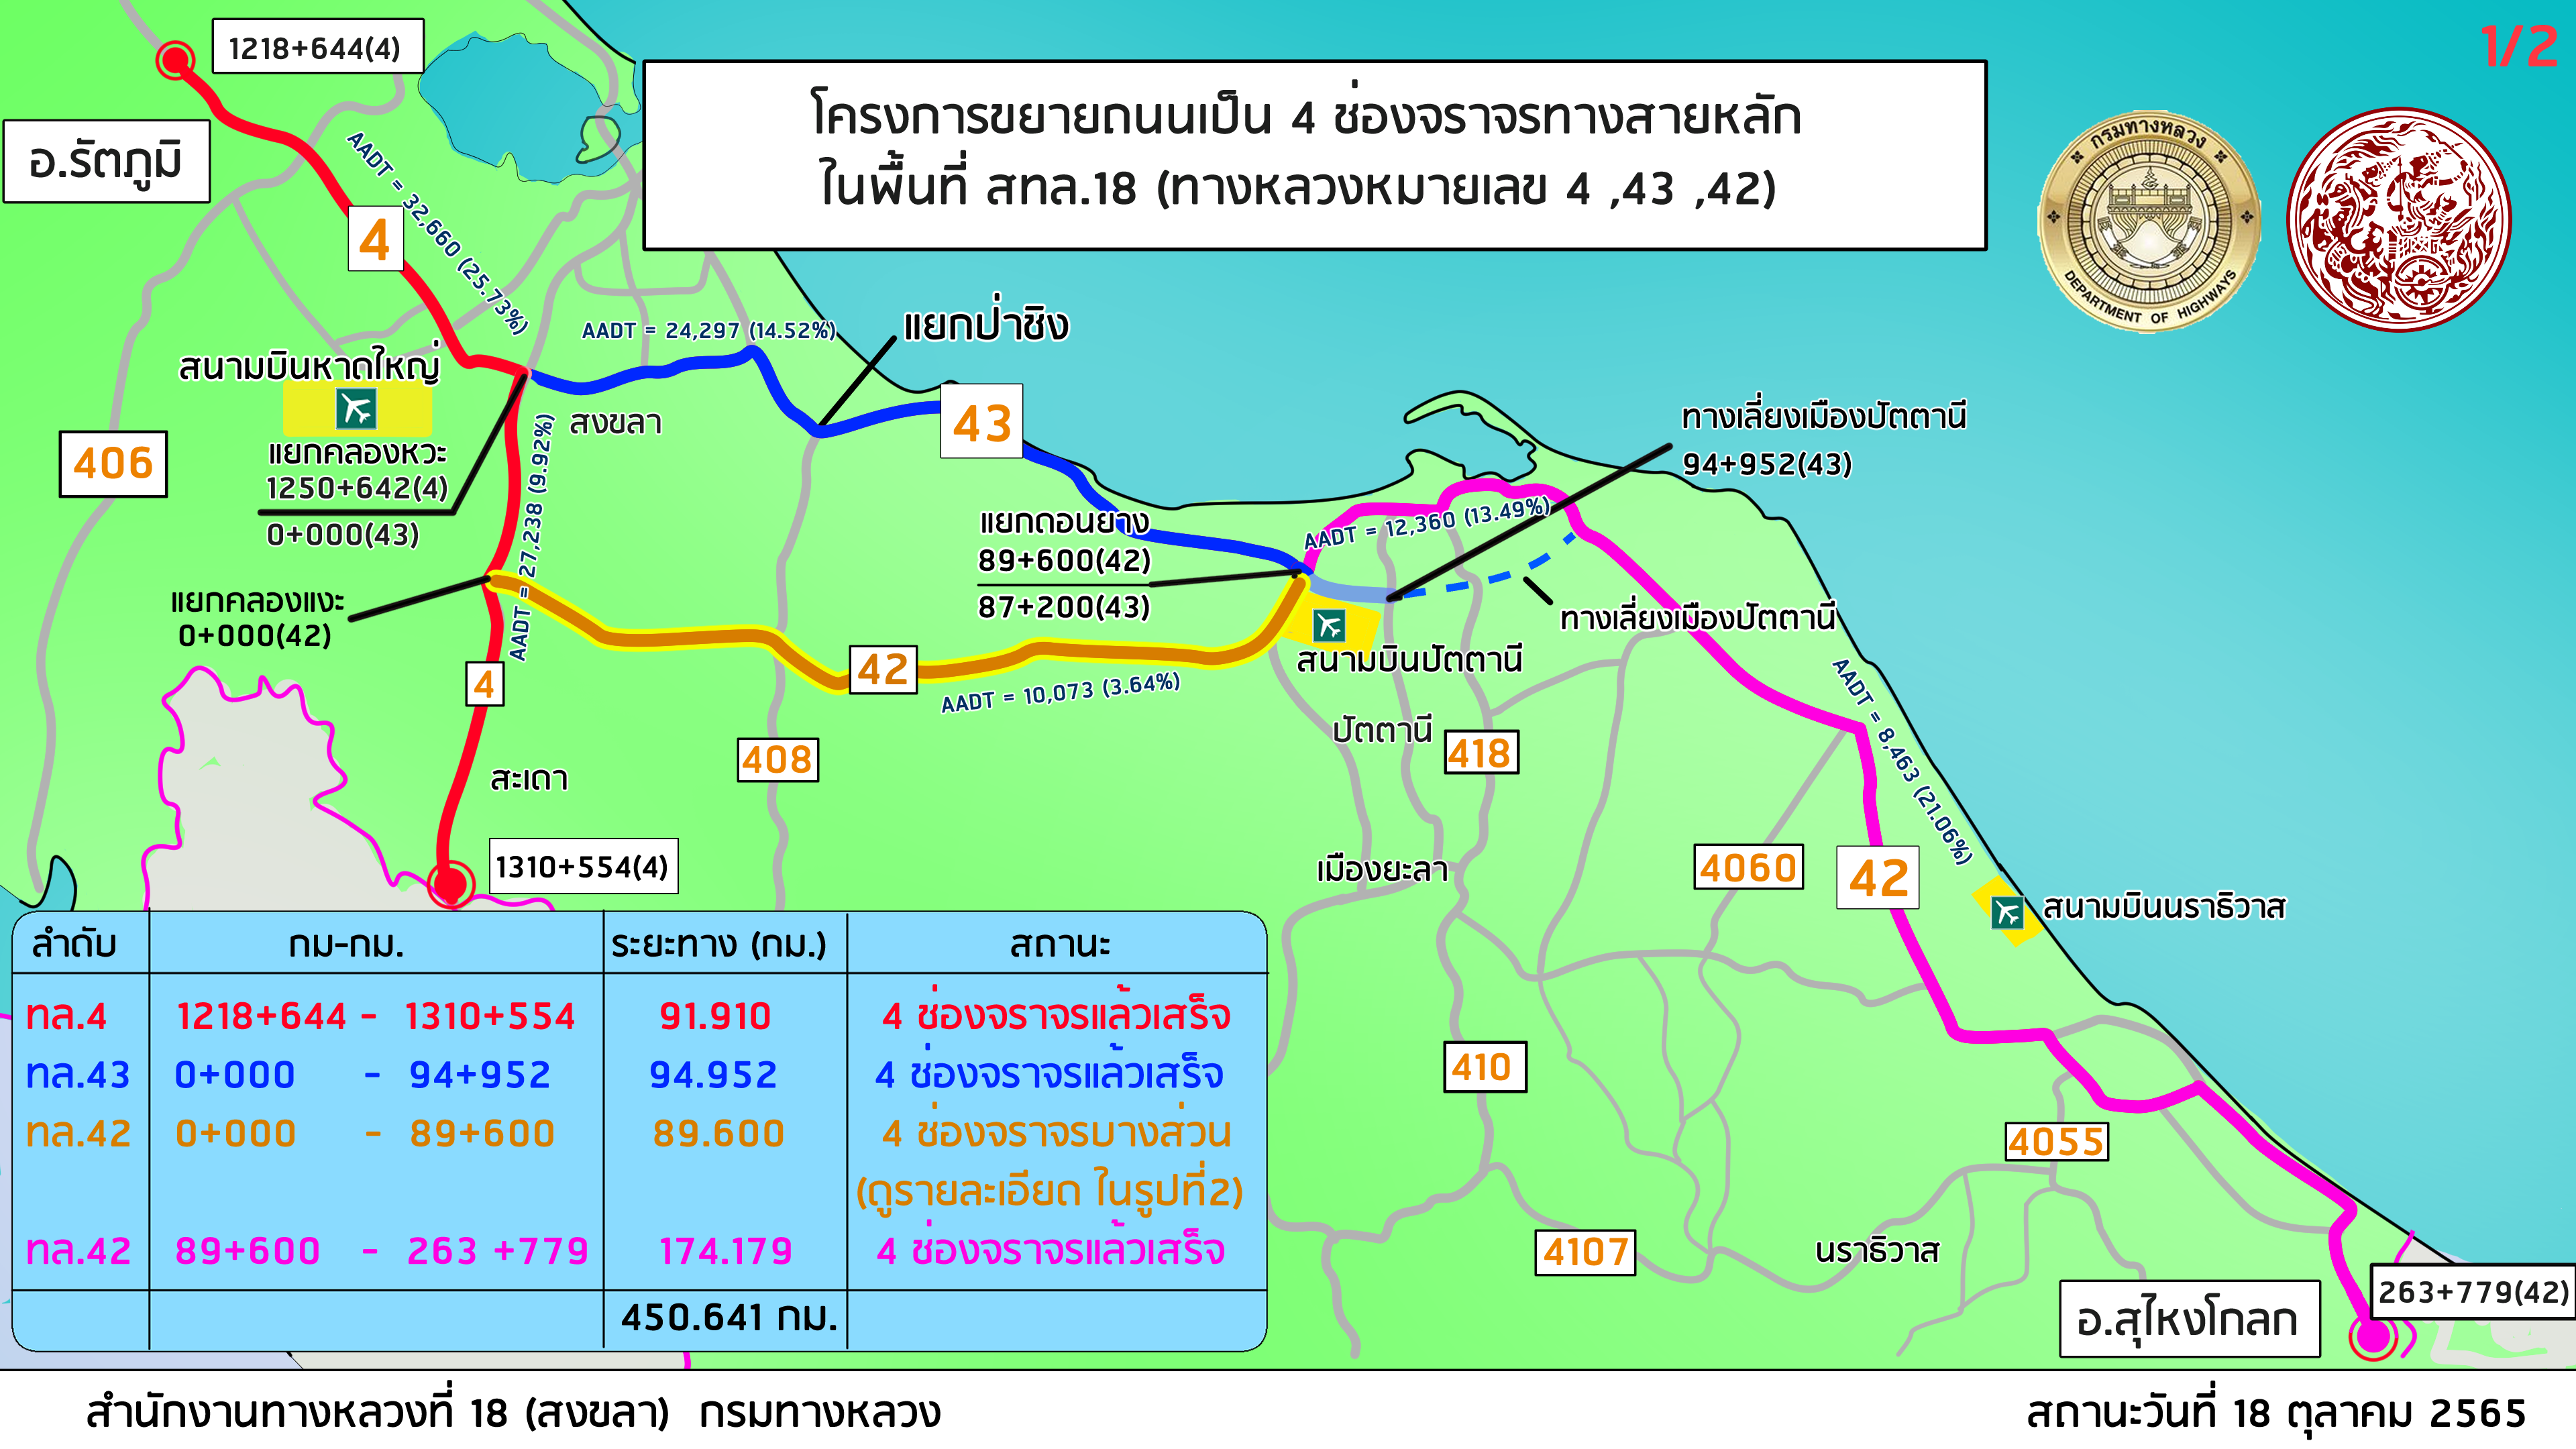 1/2
1218+644(4)
โครงการขยายถนนเป็น 4 ช่องจราจรทางสายหลัก
ในพื้นที่ สทล.18 (ทางหลวงหมายเลข 4 ,43 ,42)
กรมทางหลวง
DEPARTMENT OF HIGHWAYS
อ.รัตภูมิ
AADT = 32,660 (25.73%)
4
AADT = 24,297 (14.52%)
แยกป่าชิง
สนามบินหาดใหญ่
43
สงขลา
406
แยกคลองหวะ
1250+642(4)
0+000(43)
AADT = 27,238 (9.92%)
ทางเลี่ยงเมืองปัตตานี
94+952(43)
แยกดอนยาง
89+600(42)
87+200(43)
AADT = 12,360 (13.49%)
แยกคลองแงะ
0+000(42)
ทางเลี่ยงเมืองปัตตานี
4
42
AADT = 10,073 (3.64%)
สนามบินปัตตานี
AADT = 8,463 (21.06%)
ปัตตานี
418
408
สะเดา
1310+554(4)
เมืองยะลา
4060
42
สนามบินนราธิวาส
410
4055
4107
นราธิวาส
อ.สุไหงโกลก
263+779(42)
ลำดับ กม-กม. ระยะทาง (กม.) สถานะ
ทล.4 1218+644 - 1310+554 91.910 4 ช่องจราจรแล้วเสร็จ
ทล.43 0+000 - 94+952 94.952 4 ช่องจราจรแล้วเสร็จ
ทล.42 0+000 - 89+600 89.600 4 ช่องจราจรบางส่วน
(ดูรายละเอียด ในรูปที่2)
ทล.42 89+600 - 263 +779 174.179 4 ช่องจราจรแล้วเสร็จ
450.641 กม.
สำนักงานทางหลวงที่ 18 (สงขลา) กรมทางหลวง
สถานะวันที่ 18 ตุลาคม 2565